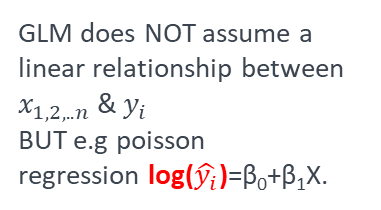 GLM does NOT assume a
linear relationship between
𝑥₁,₂,..ₙ & 𝑦ᵢ
BUT e.g poisson
regression log(𝑦̂ᵢ)=β₀+β₁X.